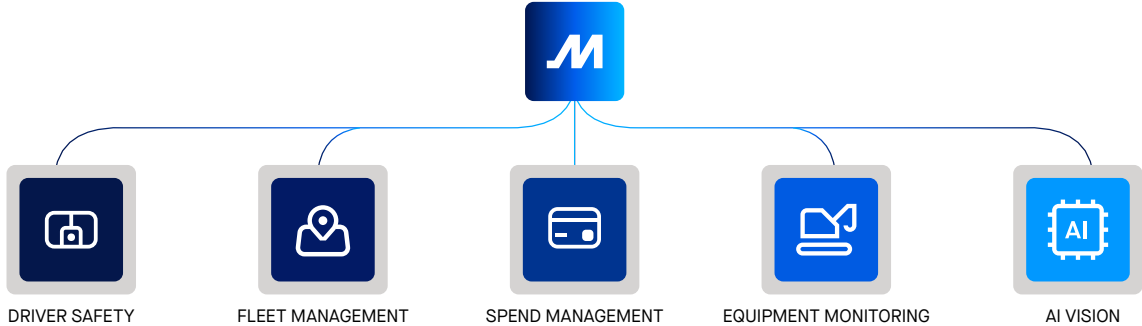 M
DRIVER SAFETY
FLEET MANAGEMENT
SPEND MANAGEMENT
EQUIPMENT MONITORING
AI
AI VISION